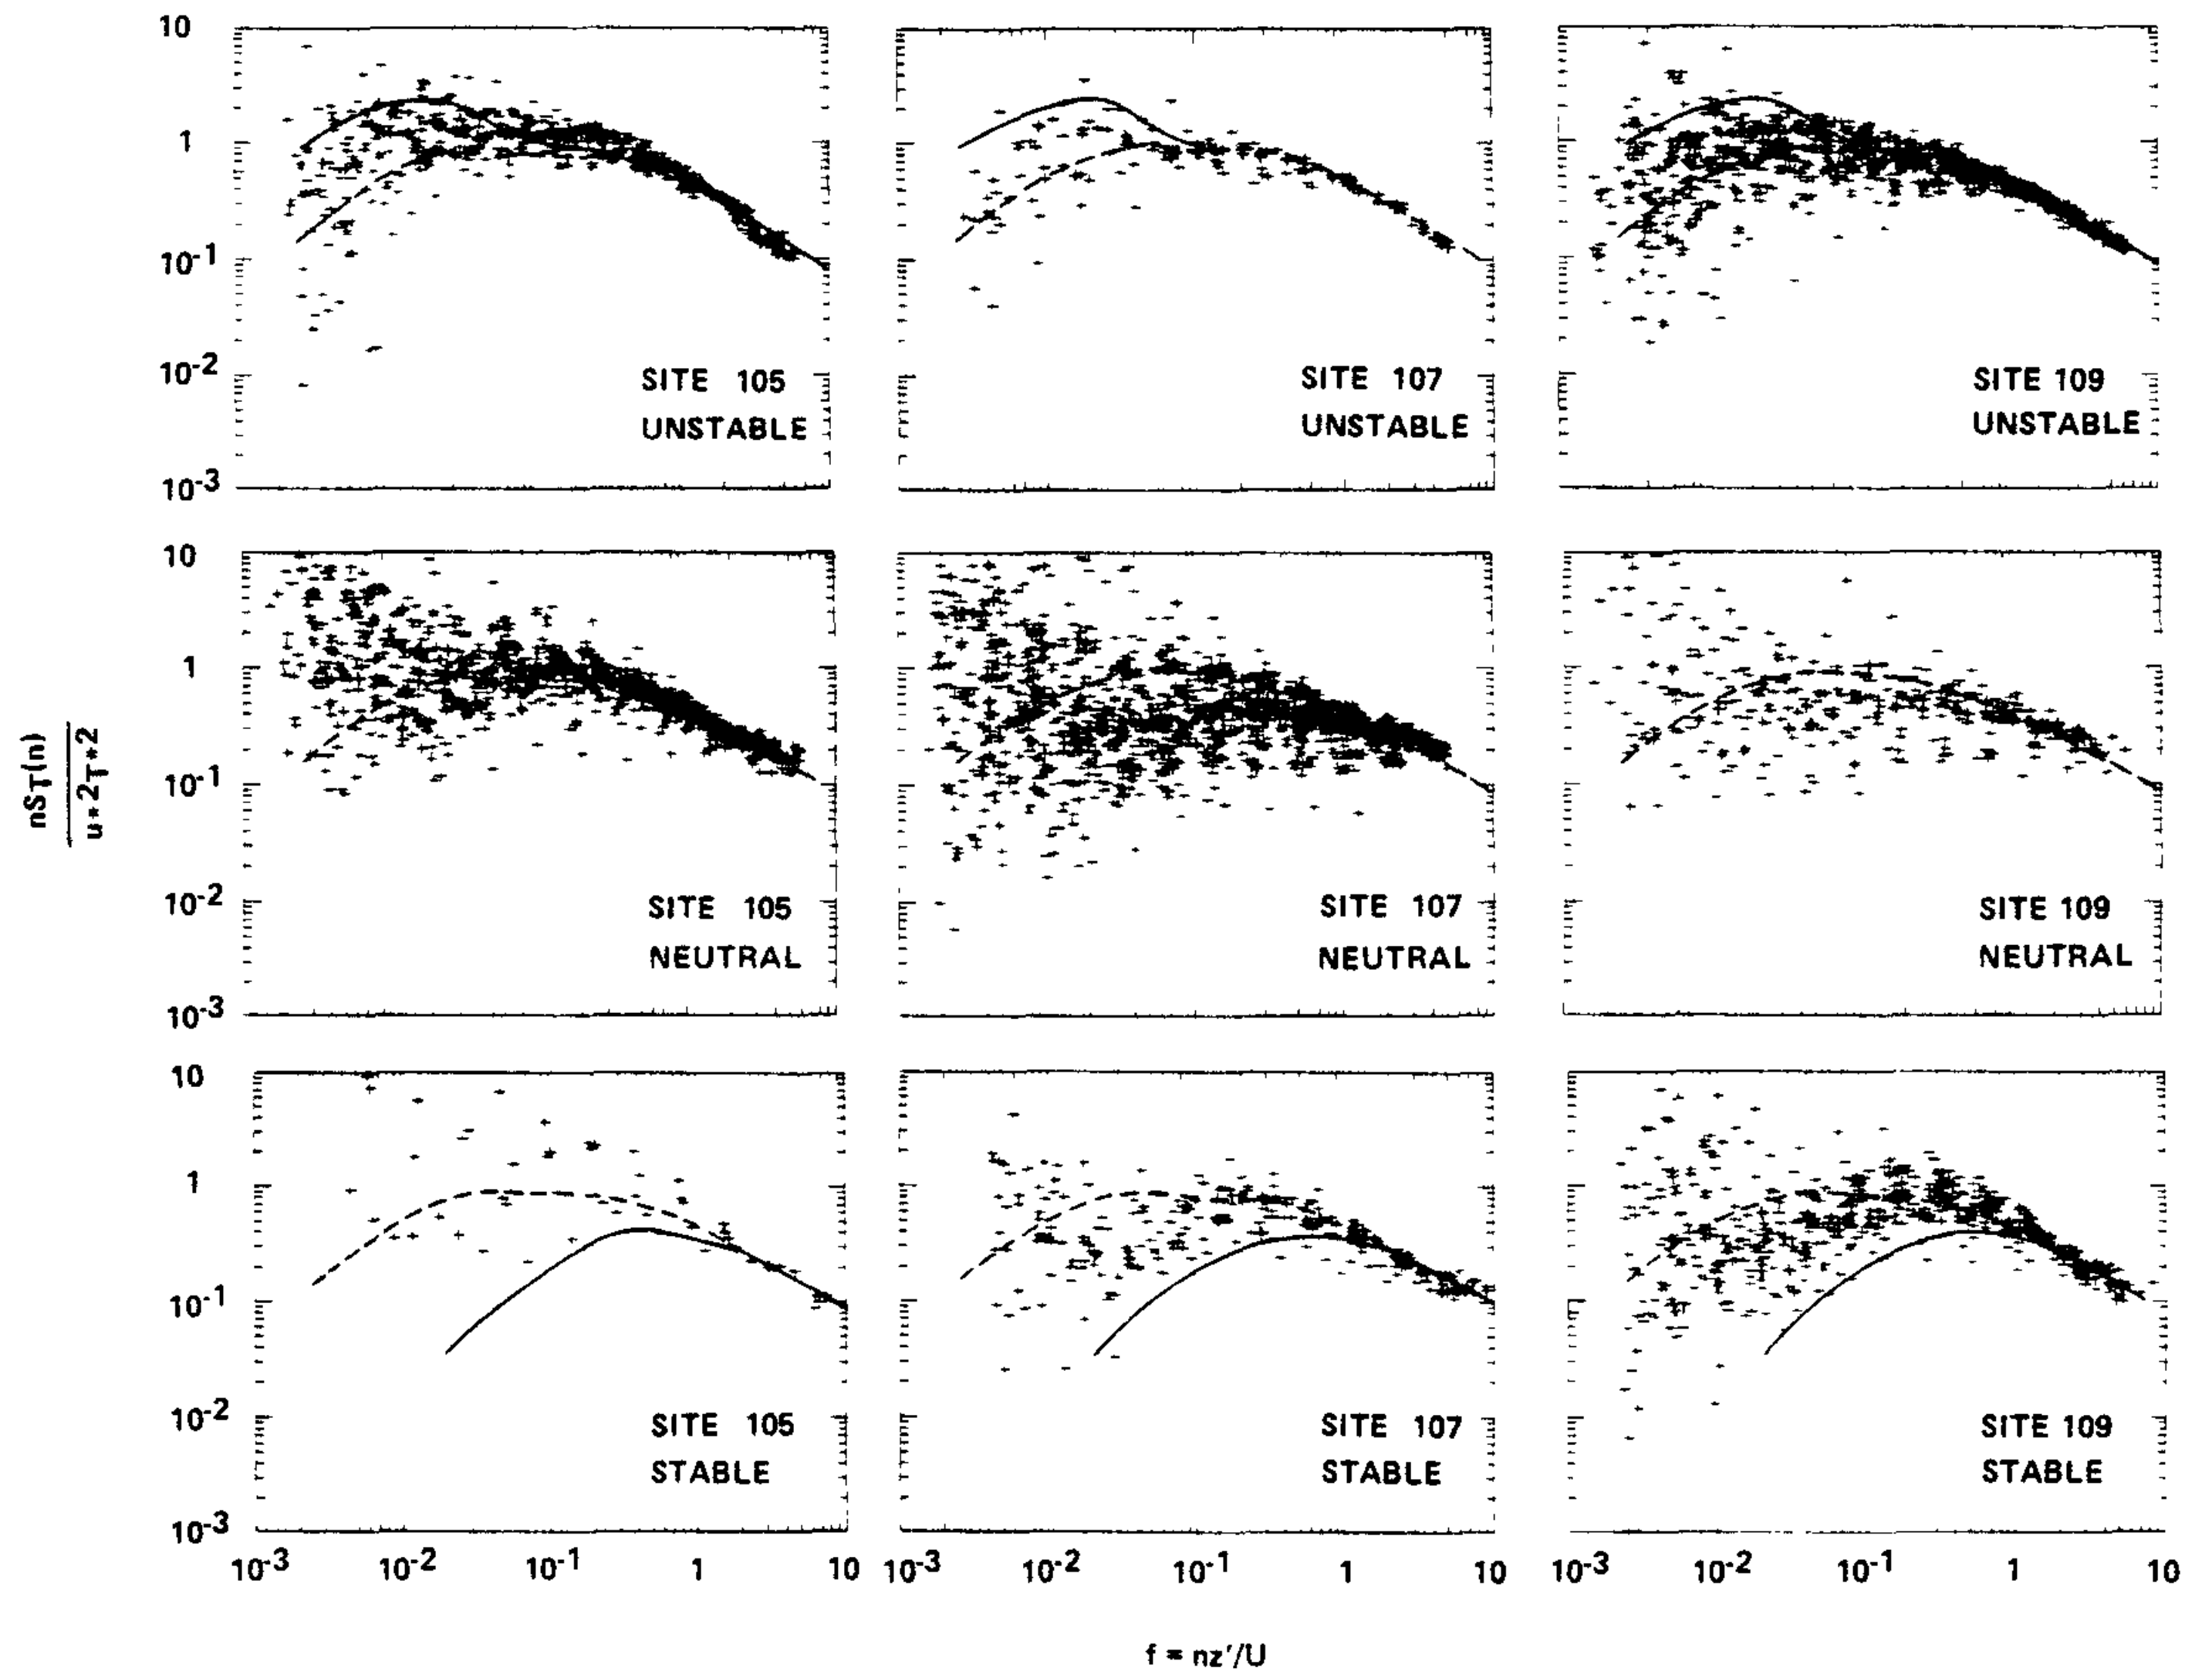 10
1
10-1
10-2
10-3
SITE 105
UNSTABLE
SITE 107
UNSTABLE
SITE 109
UNSTABLE
10
1
10-1
10-2
10-3
SITE 105
NEUTRAL
SITE 107
NEUTRAL
SITE 109
NEUTRAL
nST(n)
u*2T*2
10
1
10-1
10-2
10-3
SITE 105
STABLE
SITE 107
STABLE
SITE 109
STABLE
10-3 10-2 10-1 1 10
10-3 10-2 10-1 1 10
10-3 10-2 10-1 1 10
f = nz'/U